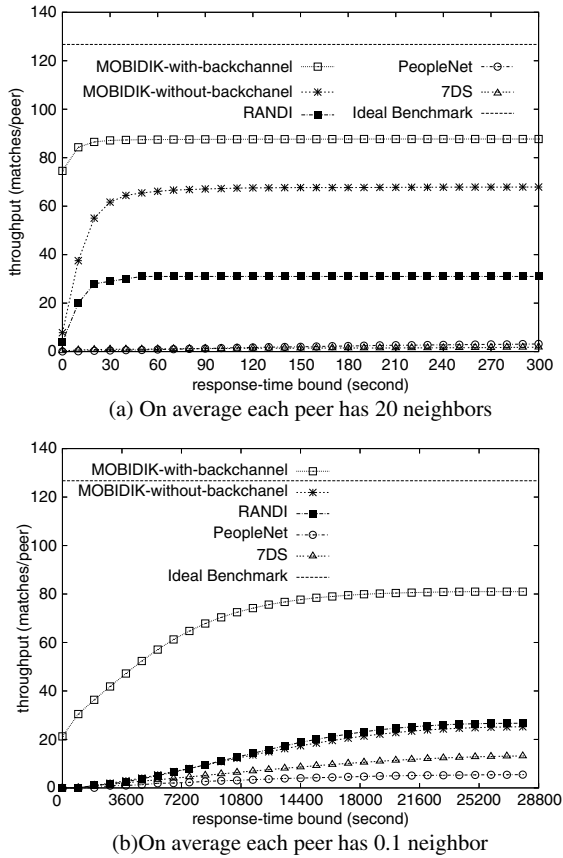 140
120
100
80
60
40
20
0
throughput (matches/peer)
MOBIDIK-with-backchannel
MOBIDIK-without-backchanel
RANDI
PeopleNet
7DS
Ideal Benchmark
0 30 60 90 120 150 180 210 240 270 300
response-time bound (second)
(a) On average each peer has 20 neighbors
140
120
100
80
60
40
20
0
throughput (matches/peer)
MOBIDIK-with-backchannel
MOBIDIK-without-backchanel
RANDI
PeopleNet
7DS
Ideal Benchmark
0 3600 7200 10800 14400 18000 21600 25200 28800
response-time bound (second)
(b)On average each peer has 0.1 neighbor